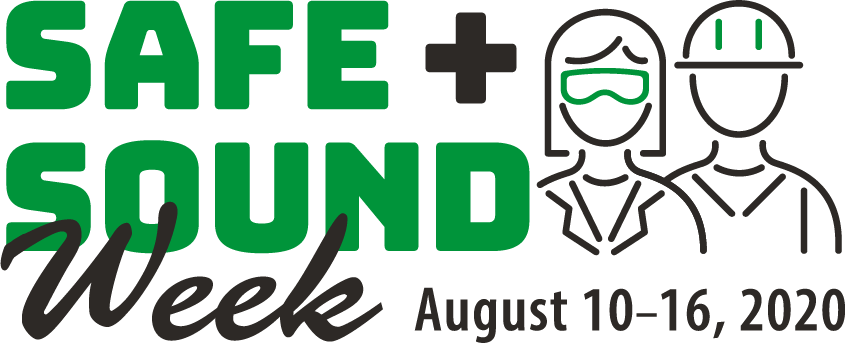 SAFE +
SOUND
Week
August 10–16, 2020